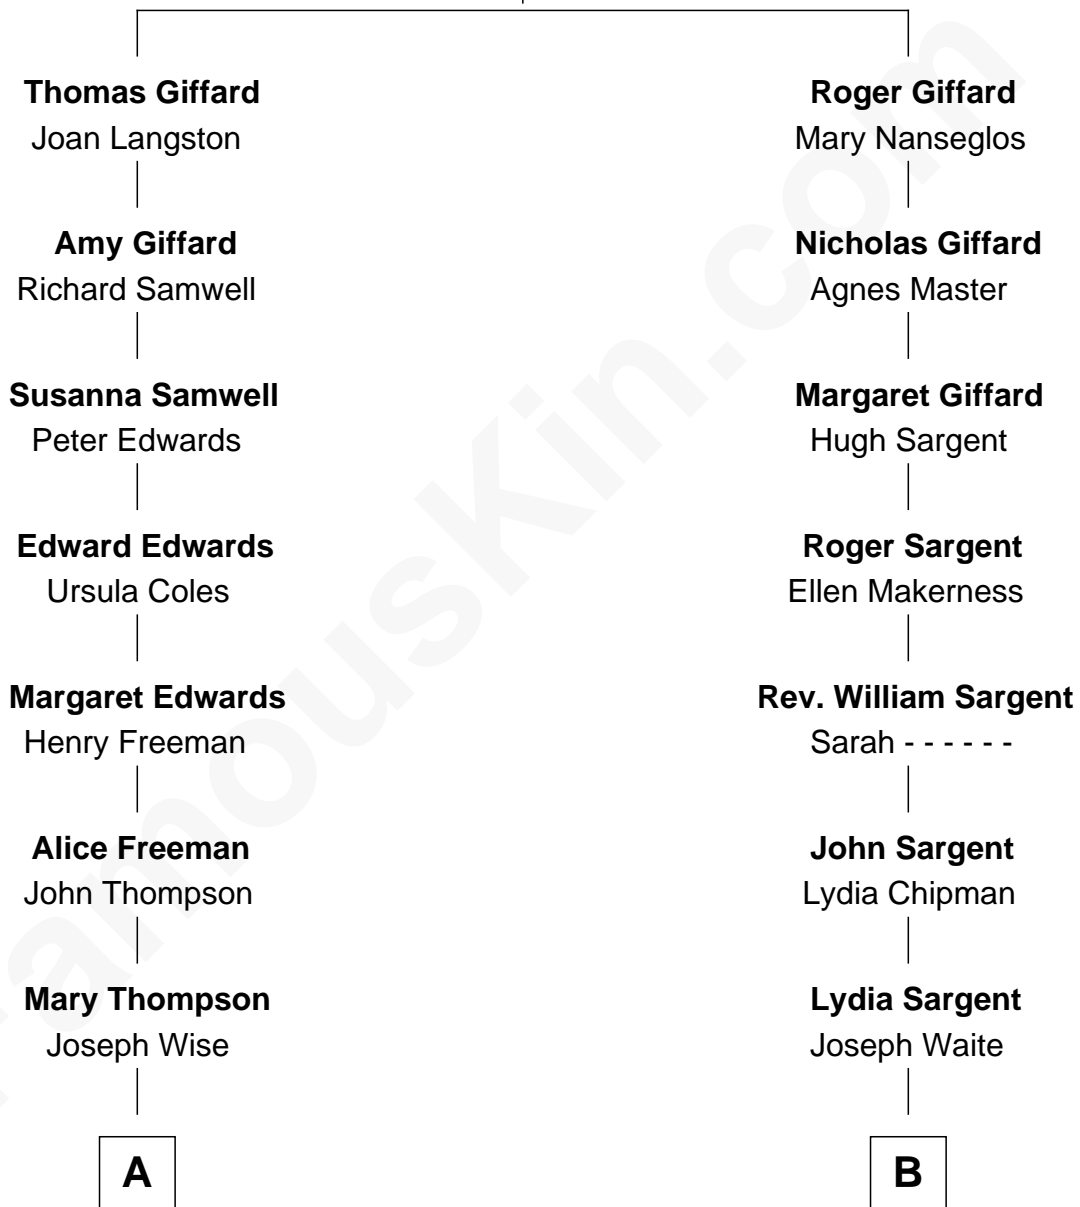 Thomas Giffard
Joan Langston
Amy Giffard
Richard Samwell
Susanna Samwell
Peter Edwards
Edward Edwards
Ursula Coles
Margaret Edwards
Henry Freeman
Alice Freeman
John Thompson
Mary Thompson
Joseph Wise
A
Roger Giffard
Mary Nanseglos
Nicholas Giffard
Agnes Master
Margaret Giffard
Hugh Sargent
Roger Sargent
Ellen Makerness
Rev. William Sargent
Sarah - - - - - -
John Sargent
Lydia Chipman
Lydia Sargent
Joseph Waite
B
FamousKin.com